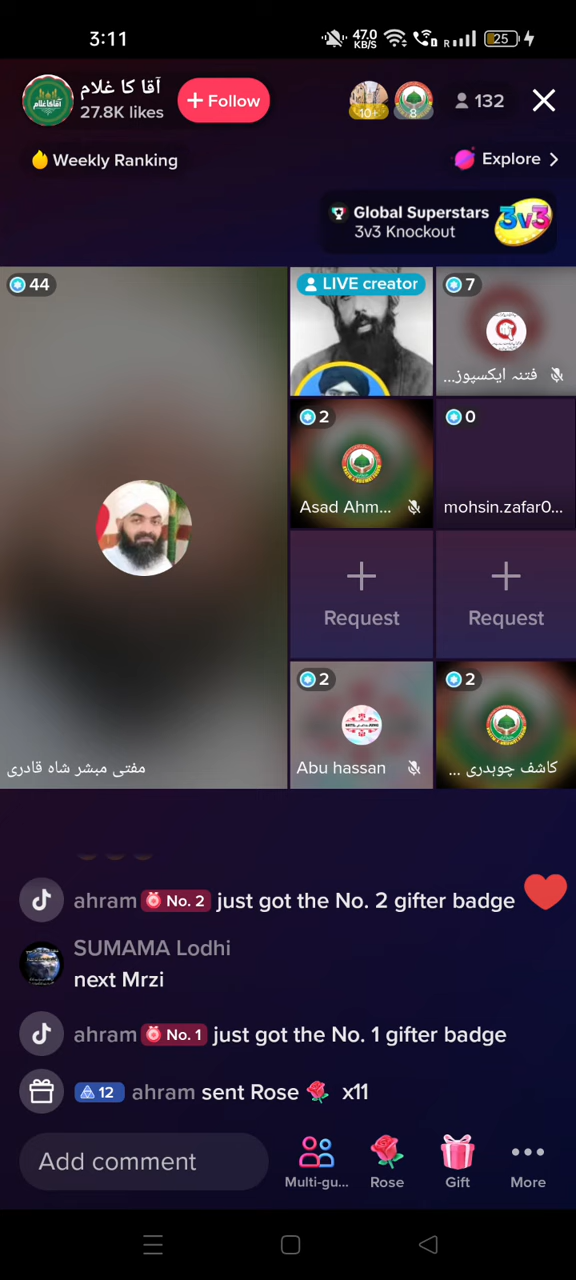 3:11
47.0
KB/S
R
25
آقا کا غلام
27.8K likes
+ Follow
10+
8
132
Weekly Ranking
Explore >
Global Superstars
3v3 Knockout
3v3
44
LIVE creator
7
فتنہ ایکسپوز...
2
0
Asad Ahm...
mohsin.zafar0...
Request
Request
2
2
مفتی مبشر شاہ قادری
Abu hassan
کاشف چوہدری ...
ahram No. 2 just got the No. 2 gifter badge
SUMAMA Lodhi
next Mrzi
ahram No. 1 just got the No. 1 gifter badge
12 ahram sent Rose x11
Add comment
Multi-gu...
Rose
Gift
More